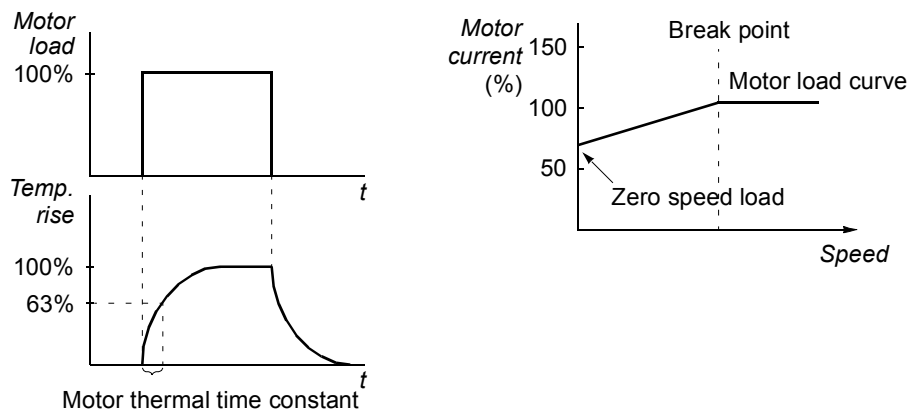 Motor
load
100%
t
Temp.
rise
100%
63%
t
Motor thermal time constant
Motor
current
(%)
150
100
50
Break point
Motor load curve
Zero speed load
Speed